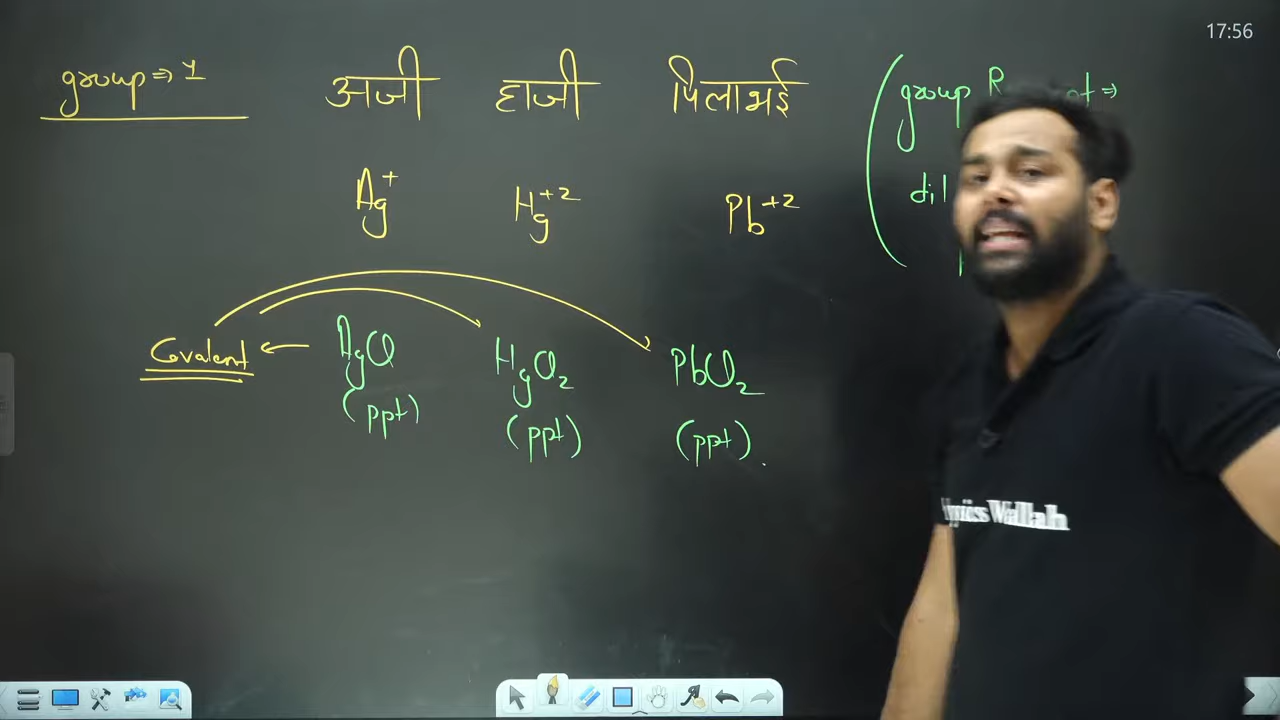 17:56
group ⇒ 1
अजी हाजी पिलाभई
(group R
dil
Ag⁺ Hg⁺² Pb⁺²
Covalent ← AgCl HgCl₂ PbCl₂
(ppt) (ppt) (ppt).
Wallah